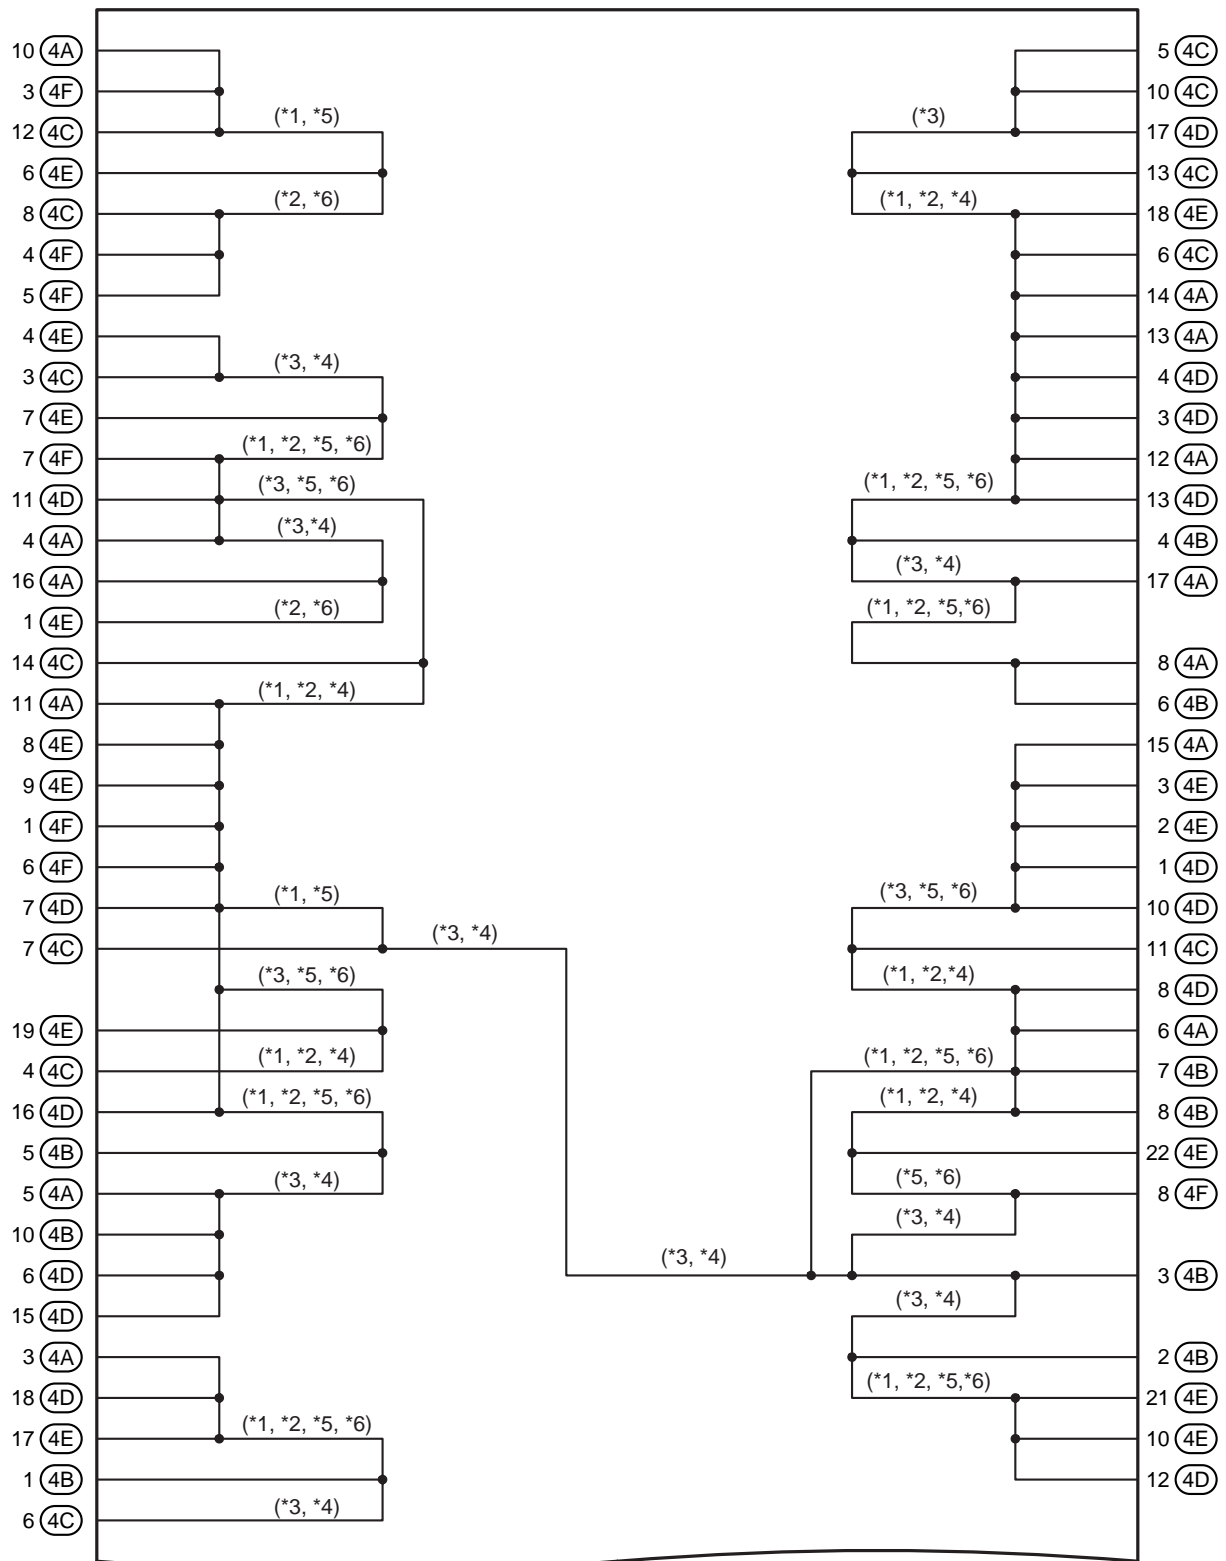 10 4A
3 4F
12 4C
(*1, *5)
6 4E
8 4C
(*2, *6)
4 4F
5 4F
4 4E
3 4C
(*3, *4)
7 4E
7 4F
(*1, *2, *5, *6)
11 4D
(*3, *5, *6)
4 4A
(*3,*4)
16 4A
1 4E
(*2, *6)
14 4C
11 4A
(*1, *2, *4)
8 4E
9 4E
1 4F
6 4F
7 4D
(*1, *5)
7 4C
(*3, *4)
(*3, *5, *6)
19 4E
4 4C
(*1, *2, *4)
16 4D
(*1, *2, *5, *6)
5 4B
5 4A
(*3, *4)
10 4B
6 4D
15 4D
3 4A
18 4D
17 4E
(*1, *2, *5, *6)
1 4B
6 4C
(*3, *4)
(*3, *4)
5 4C
10 4C
(*3)
17 4D
13 4C
(*1, *2, *4)
18 4E
6 4C
14 4A
13 4A
4 4D
3 4D
12 4A
(*1, *2, *5, *6)
13 4D
4 4B
(*3, *4)
17 4A
(*1, *2, *5,*6)
8 4A
6 4B
15 4A
3 4E
2 4E
1 4D
(*3, *5, *6)
10 4D
11 4C
(*1, *2,*4)
8 4D
6 4A
(*1, *2, *5, *6)
7 4B
(*1, *2, *4)
8 4B
22 4E
(*5, *6)
8 4F
(*3, *4)
3 4B
(*3, *4)
2 4B
(*1, *2, *5,*6)
21 4E
10 4E
12 4D